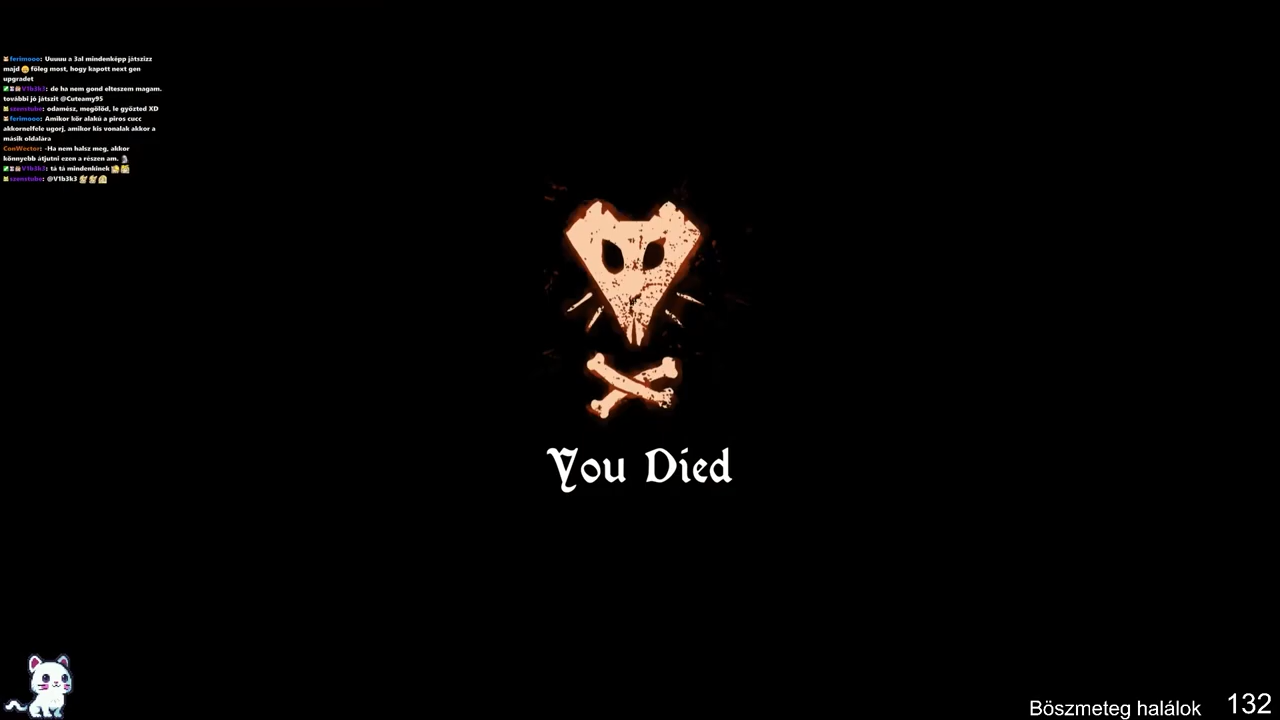 ferimooo: Uuuuu a 3al mindenképp játszizz
majd főleg most, hogy kapott next gen
upgradet
V1b3k3: de ha nem gond elteszem magam.
további jó játszit @Cuteamy95
szenstube: odamész, megölöd, le győzted XD
ferimooo: Amikor kör alakú a piros cucc
akkornelfele ugorj, amikor kis vonalak akkor a
másik oldalára
ConWector: -Ha nem halsz meg, akkor
könnyebb átjutni ezen a részen am.
V1b3k3: tá tá mindenkinek
szenstube: @V1b3k3
You Died
Böszmeteg halálok 132